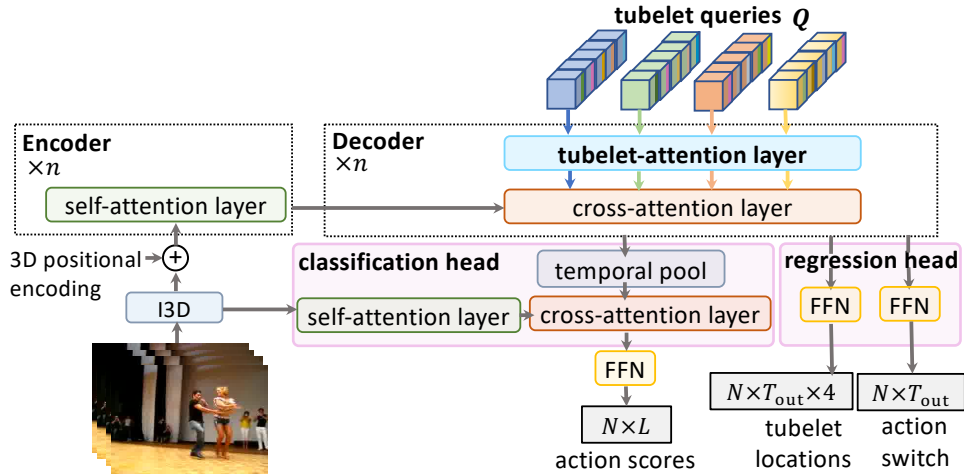 tubelet queries Q
Encoder
×n
Decoder
×n
tubelet-attention layer
self-attention layer
cross-attention layer
3D positional
encoding
+
classification head
temporal pool
regression head
I3D
self-attention layer
cross-attention layer
FFN
FFN
FFN
N×L
N×T_out×4
N×T_out
action scores
tubelet
locations
action
switch